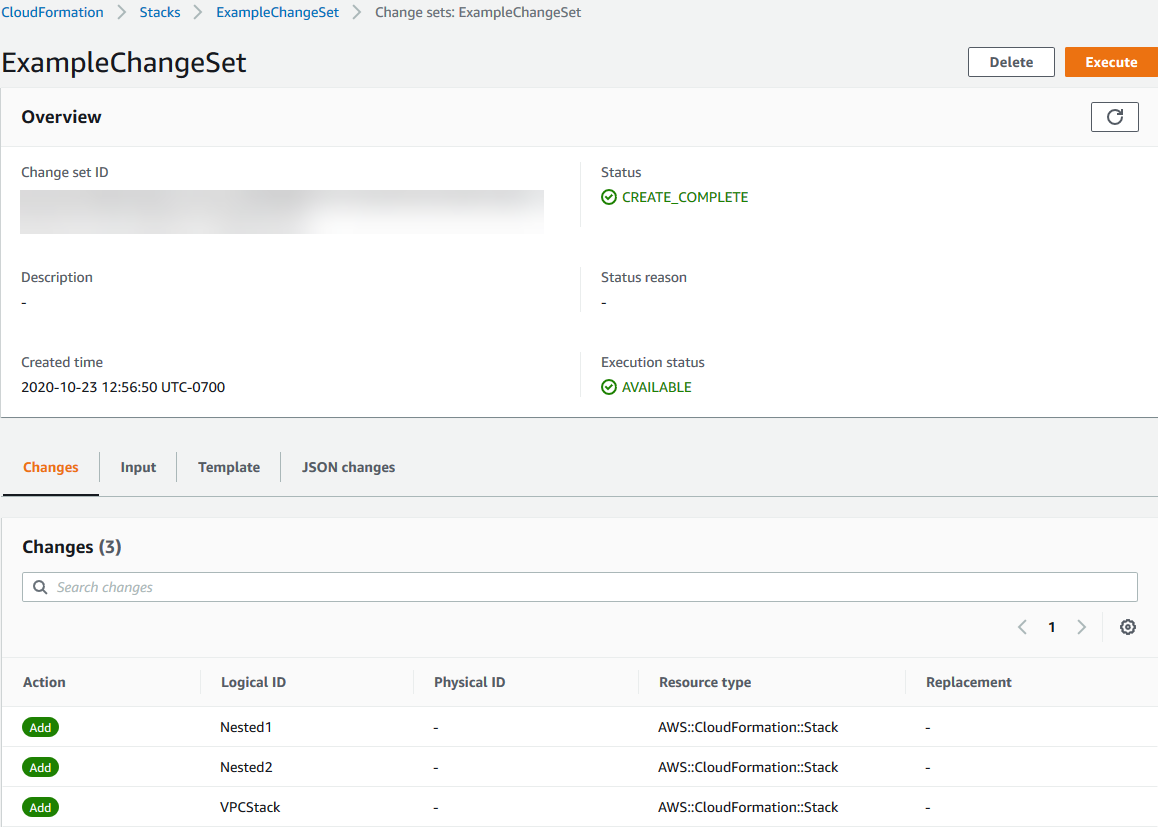 CloudFormation > Stacks > ExampleChangeSet > Change sets: ExampleChangeSet
ExampleChangeSet Delete Execute
Overview
Change set ID Status
CREATE_COMPLETE
Description Status reason
- -
Created time Execution status
2020-10-23 12:56:50 UTC-0700 AVAILABLE
Changes Input Template JSON changes
Changes (3)
Search changes
< 1 >
Action Logical ID Physical ID Resource type Replacement
Add Nested1 - AWS::CloudFormation::Stack -
Add Nested2 - AWS::CloudFormation::Stack -
Add VPCStack - AWS::CloudFormation::Stack -